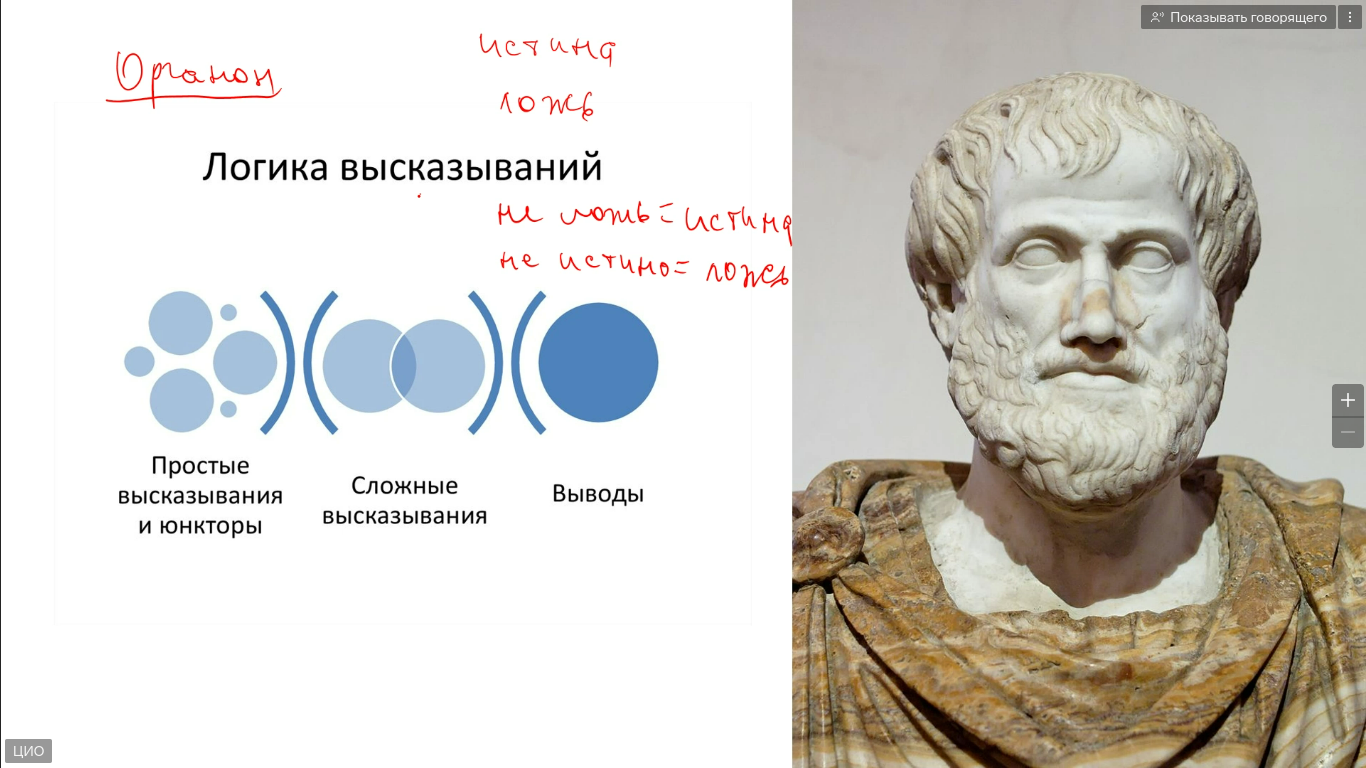 Показывать говорящего
Органон
истина
ложь
Логика высказываний
не ложь = истина
не истино = ложь
Простые
высказывания
и юнкторы
Сложные
высказывания
Выводы
ЦИО